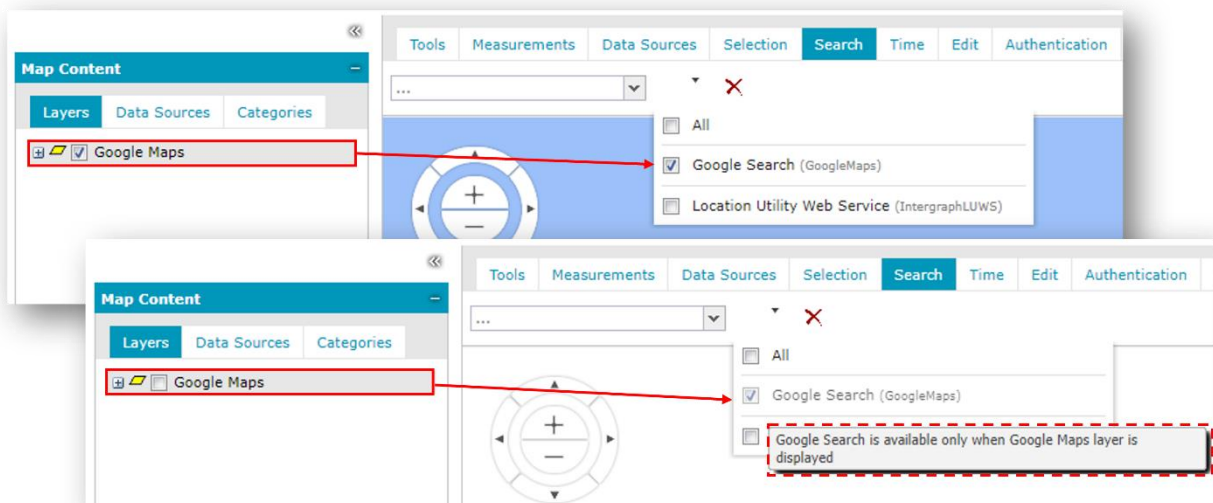 Tools Measurements Data Sources Selection Search Time Edit Authentication
Map Content
...
Layers Data Sources Categories
All
Google Maps
Google Search (GoogleMaps)
Location Utility Web Service (IntergraphLUWS)
Tools Measurements Data Sources Selection Search Time Edit Authentication
Map Content
...
Layers Data Sources Categories
All
Google Maps
Google Search (GoogleMaps)
Google Search is available only when Google Maps layer is
displayed